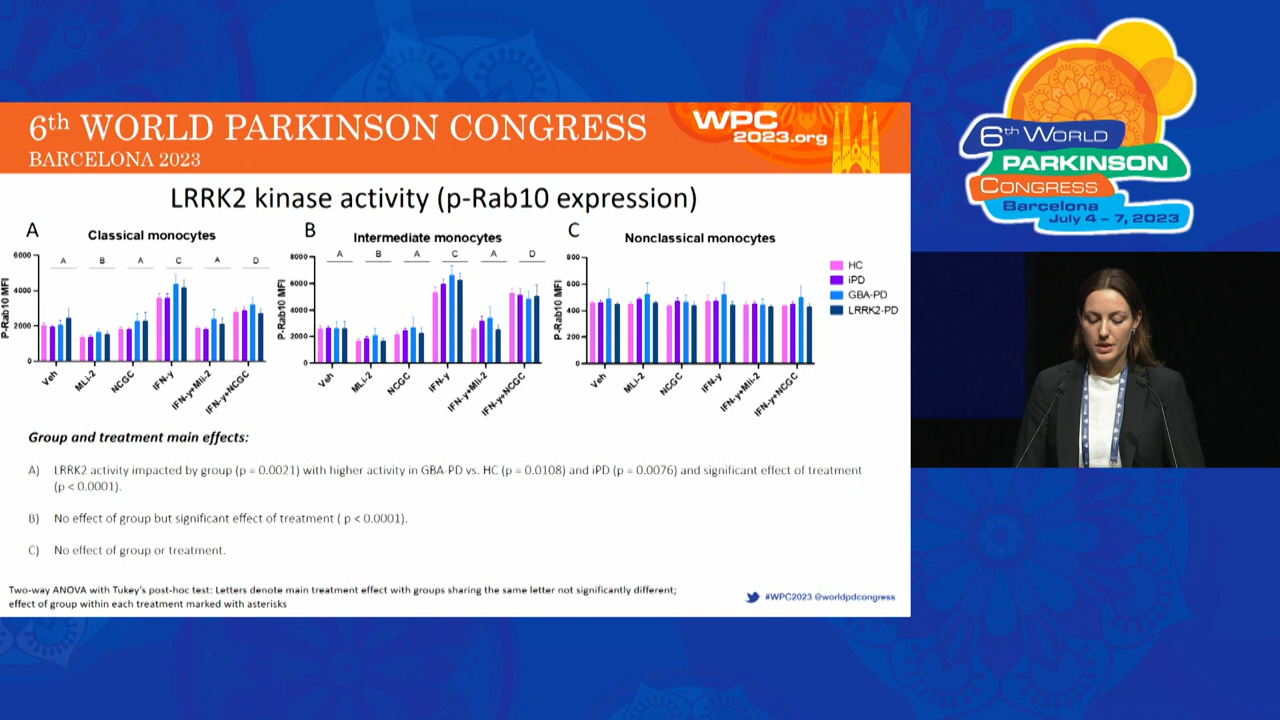 6th WORLD PARKINSON CONGRESS
BARCELONA 2023
WPC
2023.org
LRRK2 kinase activity (p-Rab10 expression)
A
Classical monocytes
P-Rab10 MFI
6000
4000
2000
0
A B A C A D
Veh MLI-2 NCGC IFN-y IFN-y+Mli-2 IFN-y+NCGC
B
Intermediate monocytes
P-Rab10 MFI
8000
6000
4000
2000
0
A B A C A D
Veh MLI-2 NCGC IFN-y IFN-y+Mli-2 IFN-y+NCGC
C
Nonclassical monocytes
P-Rab10 MFI
800
600
400
200
0
Veh MLI-2 NCGC IFN-y IFN-y+Mli-2 IFN-y+NCGC
HC
iPD
GBA-PD
LRRK2-PD
Group and treatment main effects:
A) LRRK2 activity impacted by group (p = 0.0021) with higher activity in GBA-PD vs. HC (p = 0.0108) and iPD (p = 0.0076) and significant effect of treatment
(p < 0.0001).
B) No effect of group but significant effect of treatment ( p < 0.0001).
C) No effect of group or treatment.
Two-way ANOVA with Tukey's post-hoc test: Letters denote main treatment effect with groups sharing the same letter not significantly different;
effect of group within each treatment marked with asterisks
#WPC2023 @worldpdcongress
6th WORLD
PARKINSON
CONGRESS
Barcelona
July 4 – 7, 2023